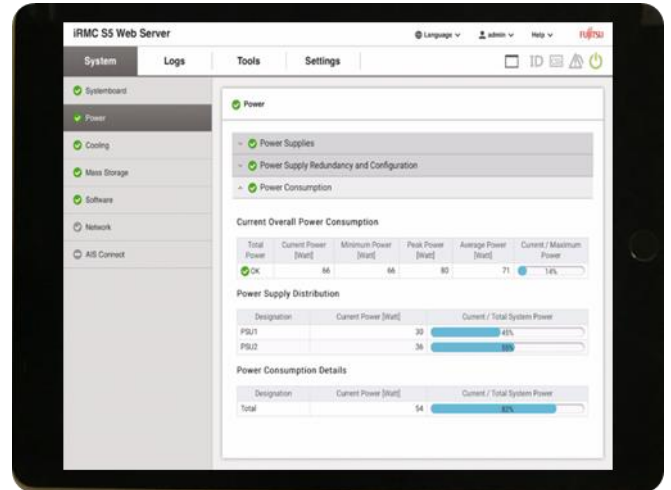 iRMC S5 Web Server
Language admin Help FUJITSU
System Logs Tools Settings ID
Systemboard
Power
Cooling
Mass Storage
Software
Network
AIS Connect
Power
Power Supplies
Power Supply Redundancy and Configuration
Power Consumption
Current Overall Power Consumption
Total Power Current Power [Watt] Minimum Power [Watt] Peak Power [Watt] Average Power [Watt] Current / Maximum Power
OK 66 66 80 71 14%
Power Supply Distribution
Designation Current Power [Watt] Current / Total System Power
PSU1 30 45%
PSU2 36 55%
Power Consumption Details
Designation Current Power [Watt] Current / Total System Power
Total 54 82%